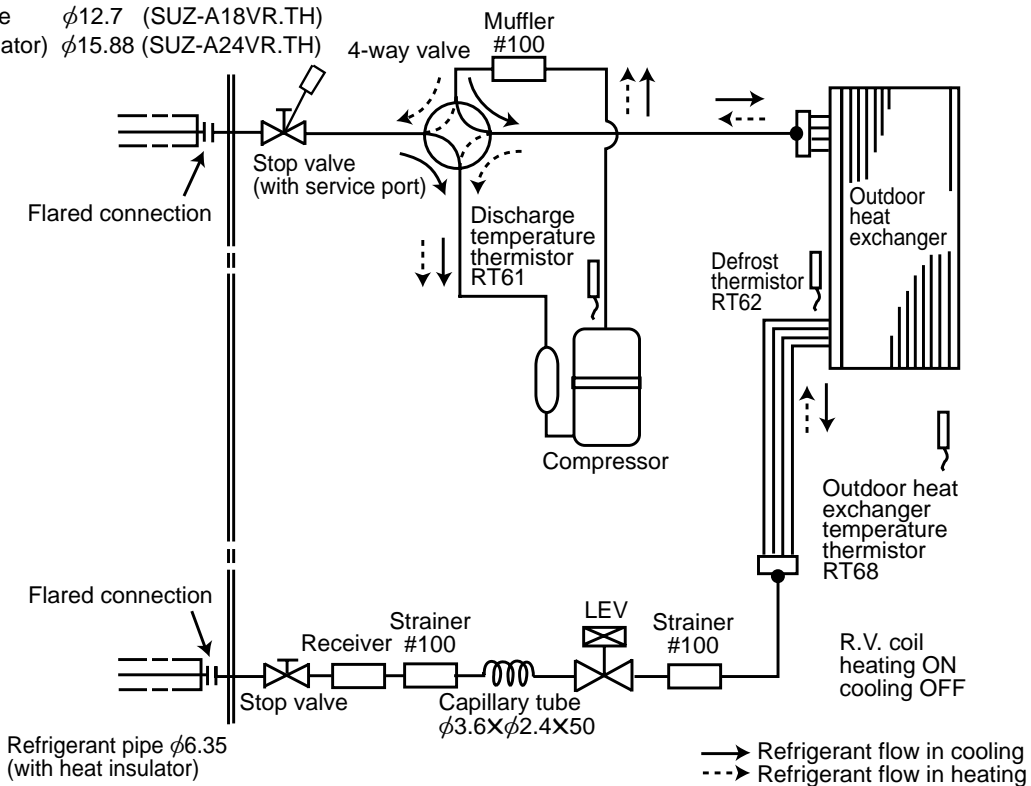 φ12.7 (SUZ-A18VR.TH)
φ15.88 (SUZ-A24VR.TH)
Muffler
#100
4-way valve
Stop valve
(with service port)
Flared connection
Discharge
temperature
thermistor
RT61
Outdoor
heat
exchanger
Defrost
thermistor
RT62
Compressor
Outdoor heat
exchanger
temperature
thermistor
RT68
Flared connection
Receiver
Strainer
#100
LEV
Strainer
#100
R.V. coil
heating ON
cooling OFF
Stop valve
Capillary tube
φ3.6×φ2.4×50
Refrigerant pipe φ6.35
(with heat insulator)
Refrigerant flow in cooling
Refrigerant flow in heating